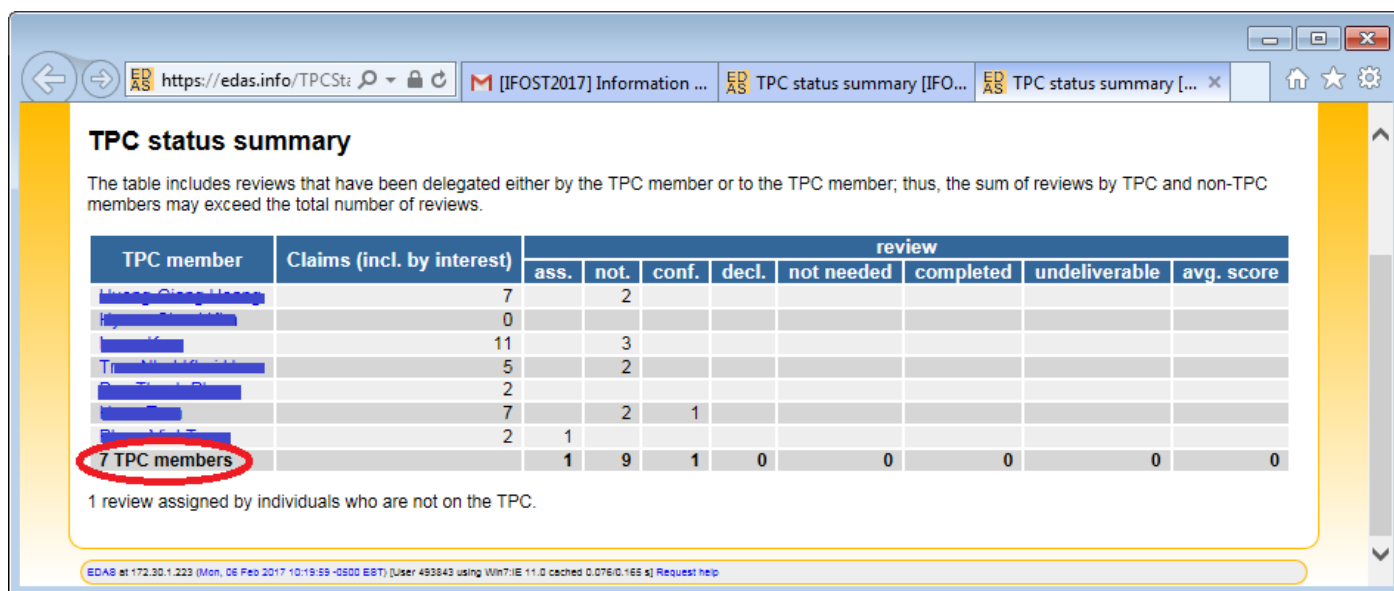 ED AS https://edas.info/TPCSta
M [IFOST2017] Information ...
ED AS TPC status summary [IFO...
ED AS TPC status summary [...
TPC status summary
The table includes reviews that have been delegated either by the TPC member or to the TPC member; thus, the sum of reviews by TPC and non-TPC
members may exceed the total number of reviews.
TPC member Claims (incl. by interest) review
ass. not. conf. decl. not needed completed undeliverable avg. score
7 2
0
11 3
5 2
2
7 2 1
2 1
7 TPC members 1 9 1 0 0 0 0 0
1 review assigned by individuals who are not on the TPC.
EDAS at 172.30.1.223 (Mon, 06 Feb 2017 10:19:59 -0500 EST) [User 493843 using Win7:IE 11.0 cached 0.076/0.165 s] Request help